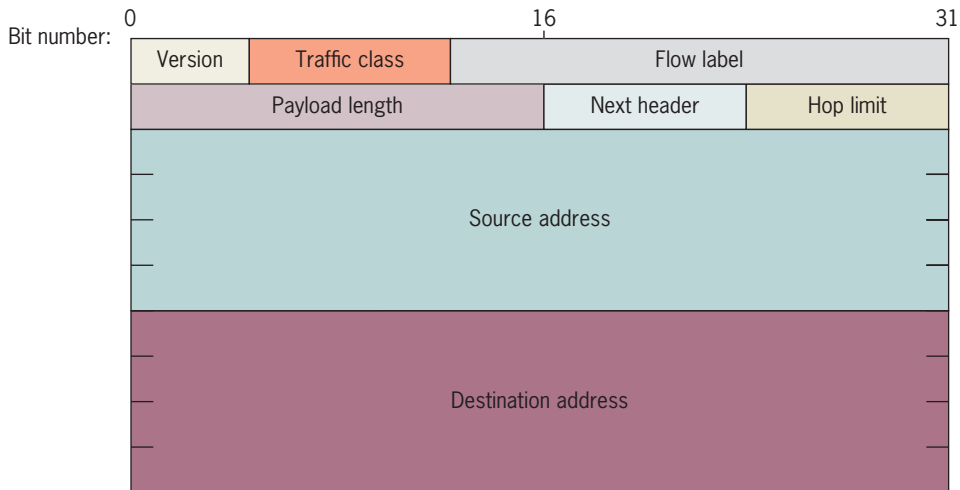 0 16 31
Bit number:
Version Traffic class Flow label
Payload length Next header Hop limit
Source address
Destination address